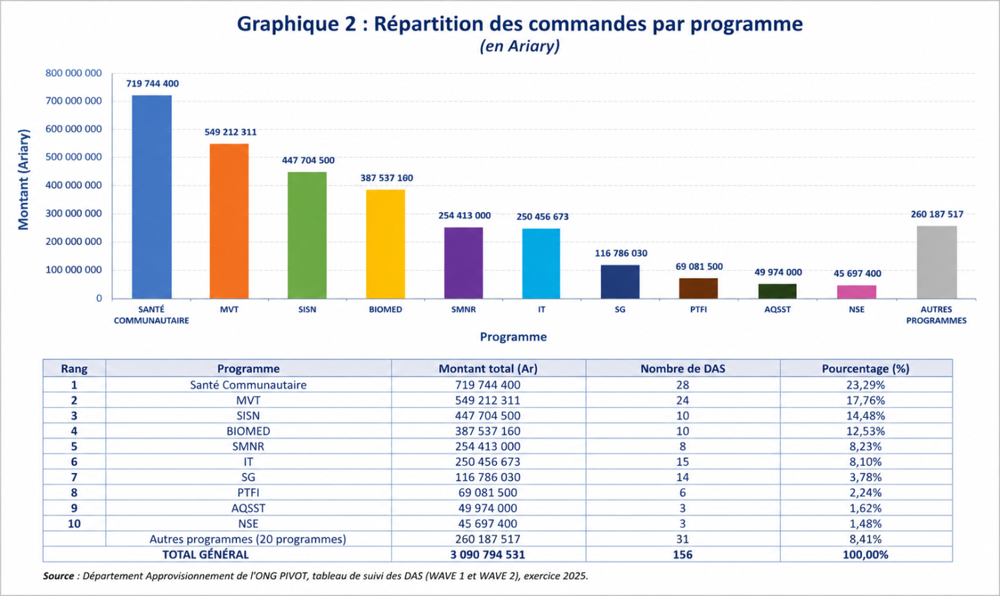 Graphique 2 : Répartition des commandes par programme
(en Ariary)
Montant (Ariary)
800 000 000
700 000 000
600 000 000
500 000 000
400 000 000
300 000 000
200 000 000
100 000 000
0
719 744 400
549 212 311
447 704 500
387 537 160
254 413 000
250 456 673
116 786 030
69 081 500
49 974 000
45 697 400
260 187 517
SANTÉ
COMMUNAUTAIRE
MVT
SISN
BIOMED
SMNR
IT
SG
PTFI
AQSST
NSE
AUTRES
PROGRAMMES
Programme
Rang Programme Montant total (Ar) Nombre de DAS Pourcentage (%)
1 Santé Communautaire 719 744 400 28 23,29%
2 MVT 549 212 311 24 17,76%
3 SISN 447 704 500 10 14,48%
4 BIOMED 387 537 160 10 12,53%
5 SMNR 254 413 000 8 8,23%
6 IT 250 456 673 15 8,10%
7 SG 116 786 030 14 3,78%
8 PTFI 69 081 500 6 2,24%
9 AQSST 49 974 000 3 1,62%
10 NSE 45 697 400 3 1,48%
Autres programmes (20 programmes) 260 187 517 31 8,41%
TOTAL GÉNÉRAL 3 090 794 531 156 100,00%
Source : Département Approvisionnement de l'ONG PIVOT, tableau de suivi des DAS (WAVE 1 et WAVE 2), exercice 2025.